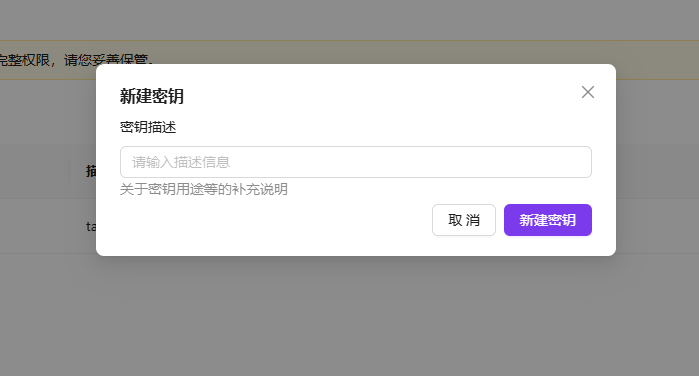 完整权限，请您妥善保管。
新建密钥
密钥描述
请输入描述信息
关于密钥用途等的补充说明
取 消
新建密钥
ta